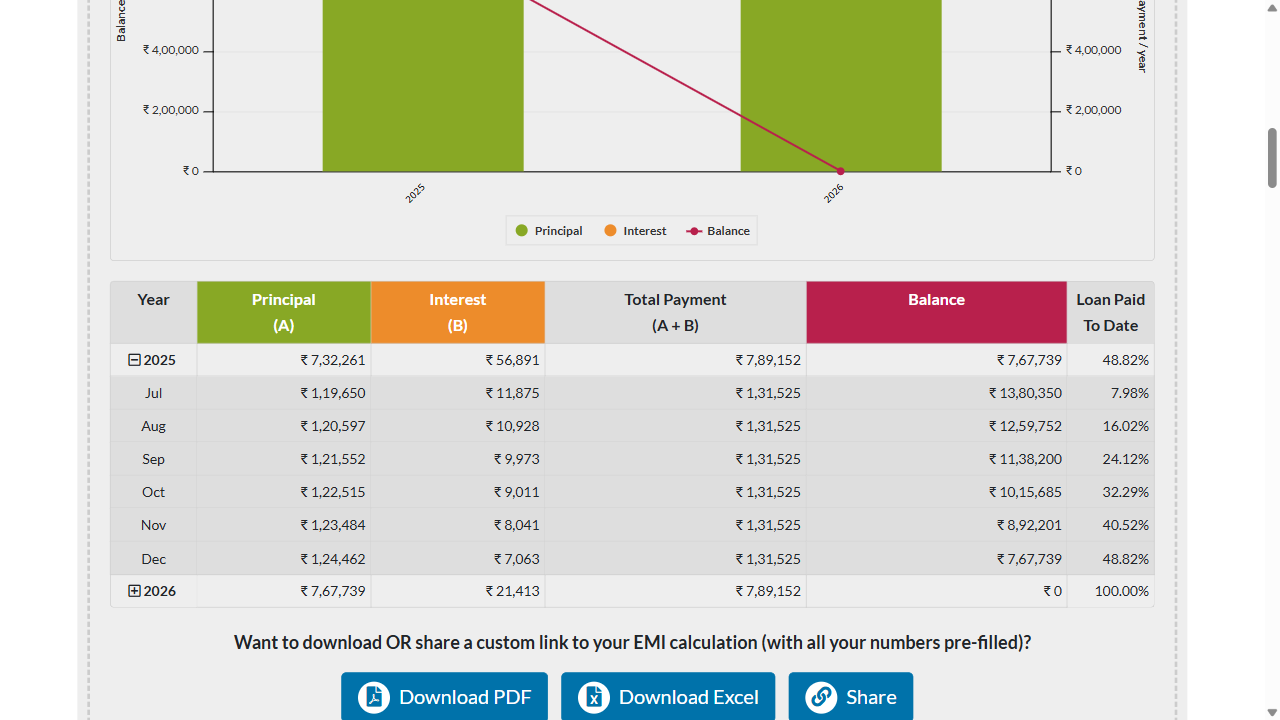 Balance
ayment / year
₹ 4,00,000
₹ 4,00,000
₹ 2,00,000
₹ 2,00,000
₹ 0
₹ 0
2025
2026
Principal Interest Balance
Year Principal (A) Interest (B) Total Payment (A + B) Balance Loan Paid To Date
2025 ₹ 7,32,261 ₹ 56,891 ₹ 7,89,152 ₹ 7,67,739 48.82%
Jul ₹ 1,19,650 ₹ 11,875 ₹ 1,31,525 ₹ 13,80,350 7.98%
Aug ₹ 1,20,597 ₹ 10,928 ₹ 1,31,525 ₹ 12,59,752 16.02%
Sep ₹ 1,21,552 ₹ 9,973 ₹ 1,31,525 ₹ 11,38,200 24.12%
Oct ₹ 1,22,515 ₹ 9,011 ₹ 1,31,525 ₹ 10,15,685 32.29%
Nov ₹ 1,23,484 ₹ 8,041 ₹ 1,31,525 ₹ 8,92,201 40.52%
Dec ₹ 1,24,462 ₹ 7,063 ₹ 1,31,525 ₹ 7,67,739 48.82%
2026 ₹ 7,67,739 ₹ 21,413 ₹ 7,89,152 ₹ 0 100.00%
Want to download OR share a custom link to your EMI calculation (with all your numbers pre-filled)?
Download PDF Download Excel Share